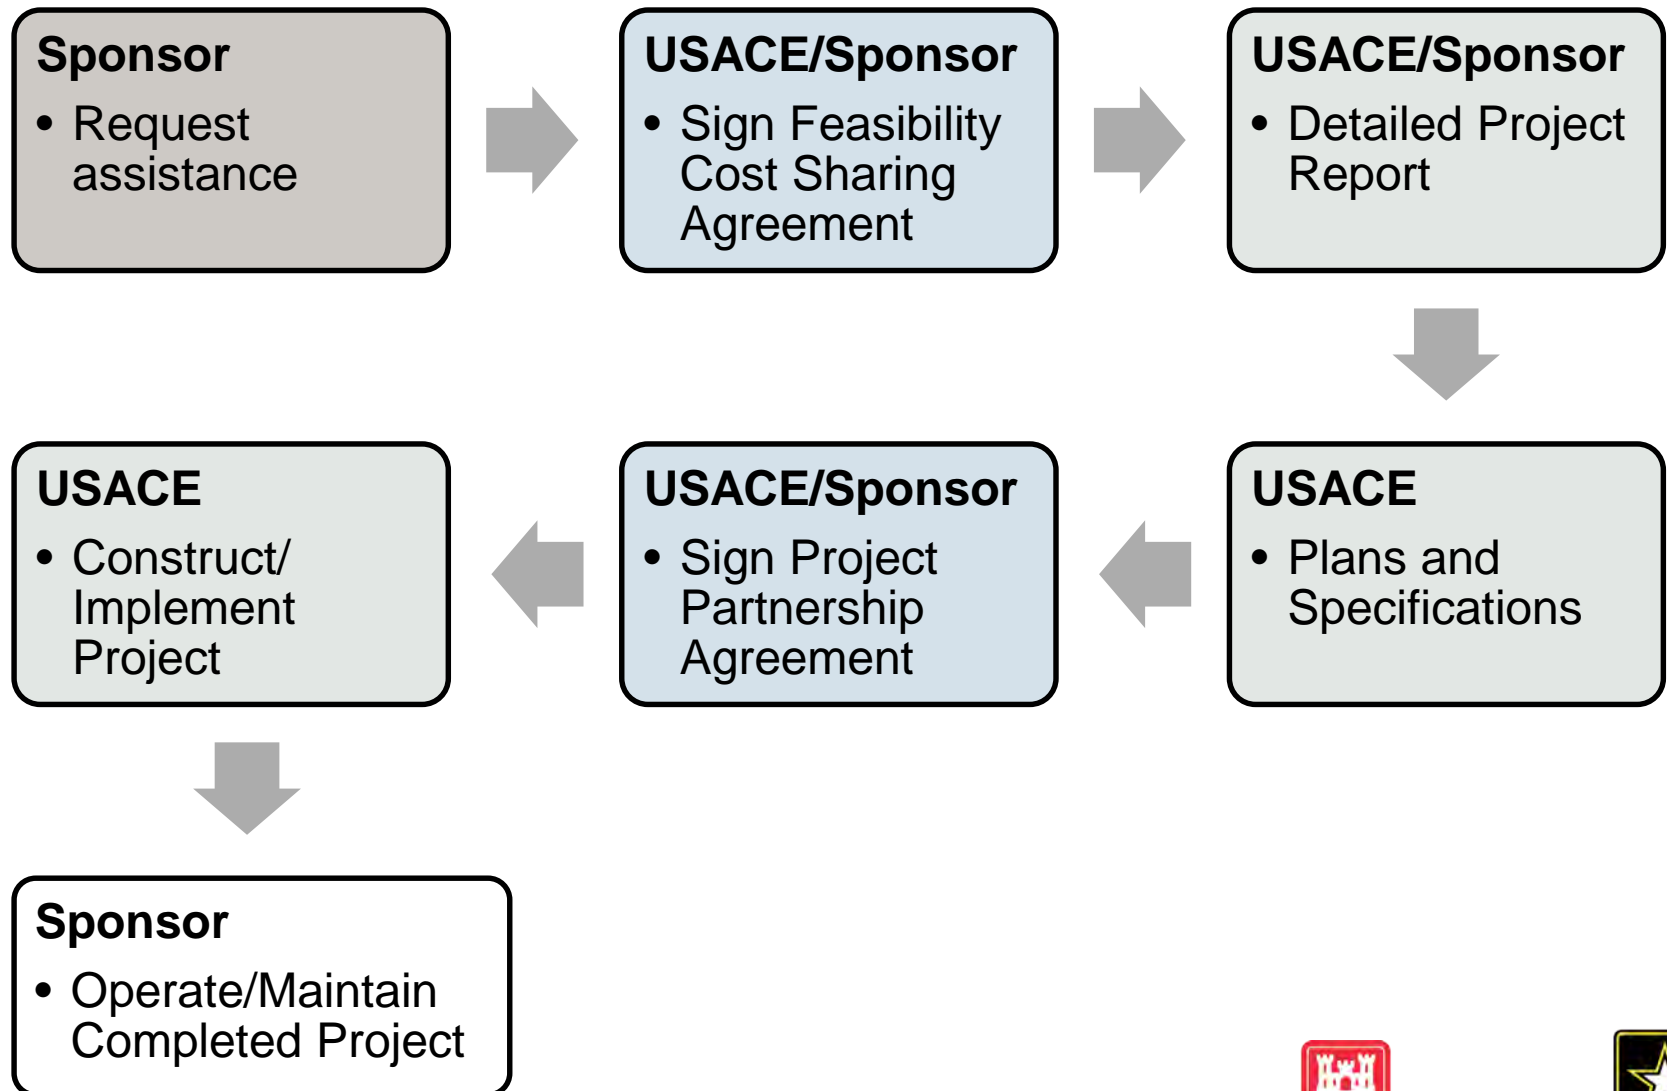 Sponsor
• Request
assistance
USACE/Sponsor
• Sign Feasibility
Cost Sharing
Agreement
USACE/Sponsor
• Detailed Project
Report
USACE
• Plans and
Specifications
USACE/Sponsor
• Sign Project
Partnership
Agreement
USACE
• Construct/
Implement
Project
Sponsor
• Operate/Maintain
Completed Project